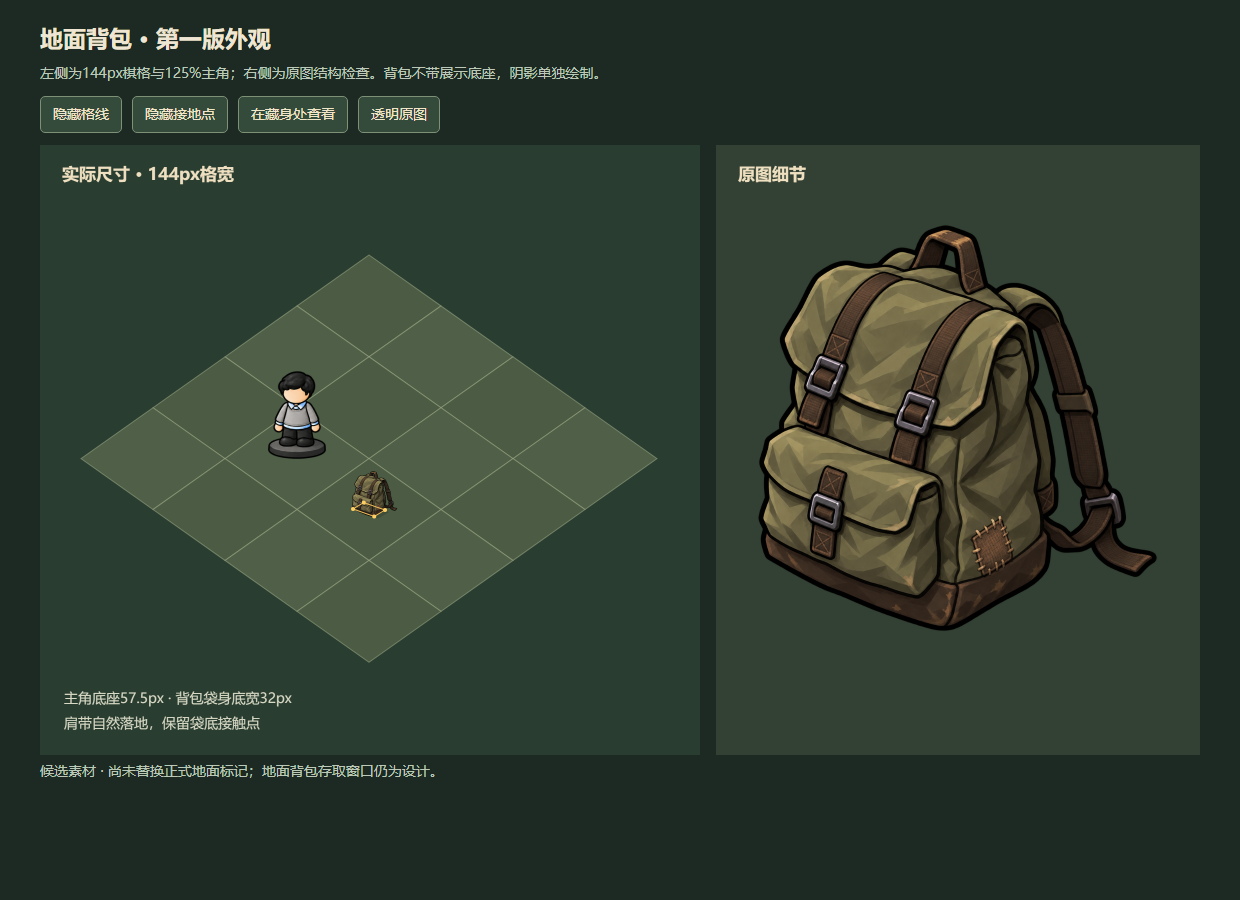 地面背包 • 第一版外观
左侧为144px棋格与125%主角；右侧为原图结构检查。背包不带展示底座，阴影单独绘制。
隐藏格线 隐藏接地点 在藏身处查看 透明原图
实际尺寸 • 144px格宽
原图细节
主角底座57.5px · 背包袋身底宽32px
肩带自然落地，保留袋底接触点
候选素材 · 尚未替换正式地面标记；地面背包存取窗口仍为设计。